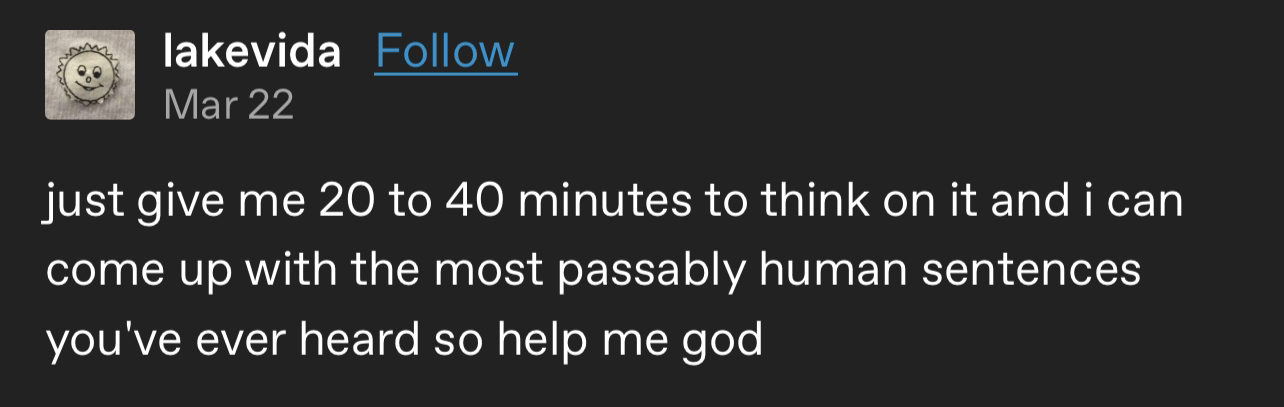 lakevida Follow
Mar 22
just give me 20 to 40 minutes to think on it and i can
come up with the most passably human sentences
you've ever heard so help me god